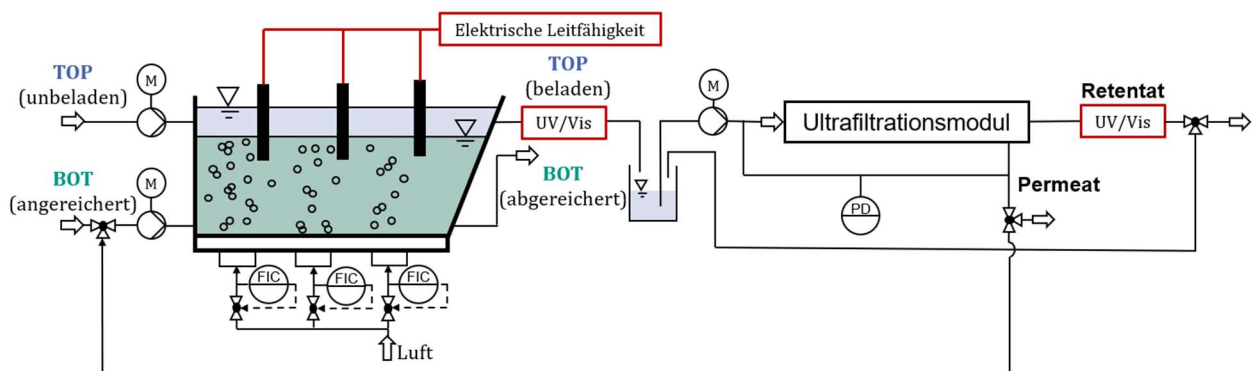 Elektrische Leitfähigkeit
TOP
(unbeladen)
M
TOP
(beladen)
UV/Vis
M
Ultrafiltrationsmodul
Retentat
UV/Vis
BOT
(angereichert)
M
BOT
(abgereichert)
Permeat
PD
FIC
FIC
FIC
Luft